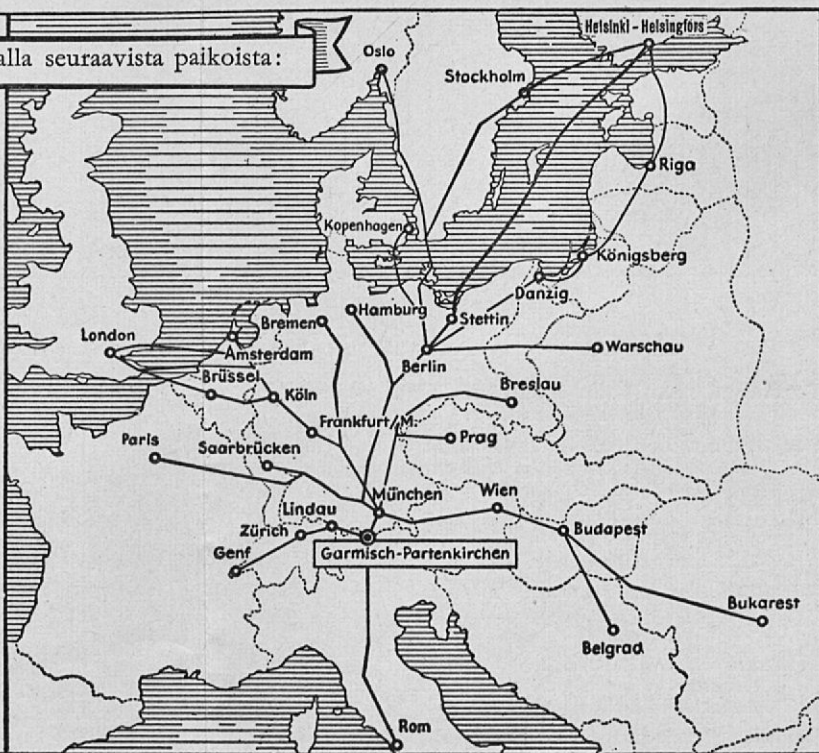 alla seuraavista paikoista:
Helsinki - Helsingfors
Oslo
Stockholm
Riga
Kopenhagen
Königsberg
Danzig
Hamburg
Bremen
Stettin
London
Amsterdam
Berlin
Warschau
Brüssel
Köln
Breslau
Frankfurt/M.
Paris
Saarbrücken
Prag
München
Wien
Lindau
Zürich
Budapest
Genf
Garmisch-Partenkirchen
Bukarest
Belgrad
Rom